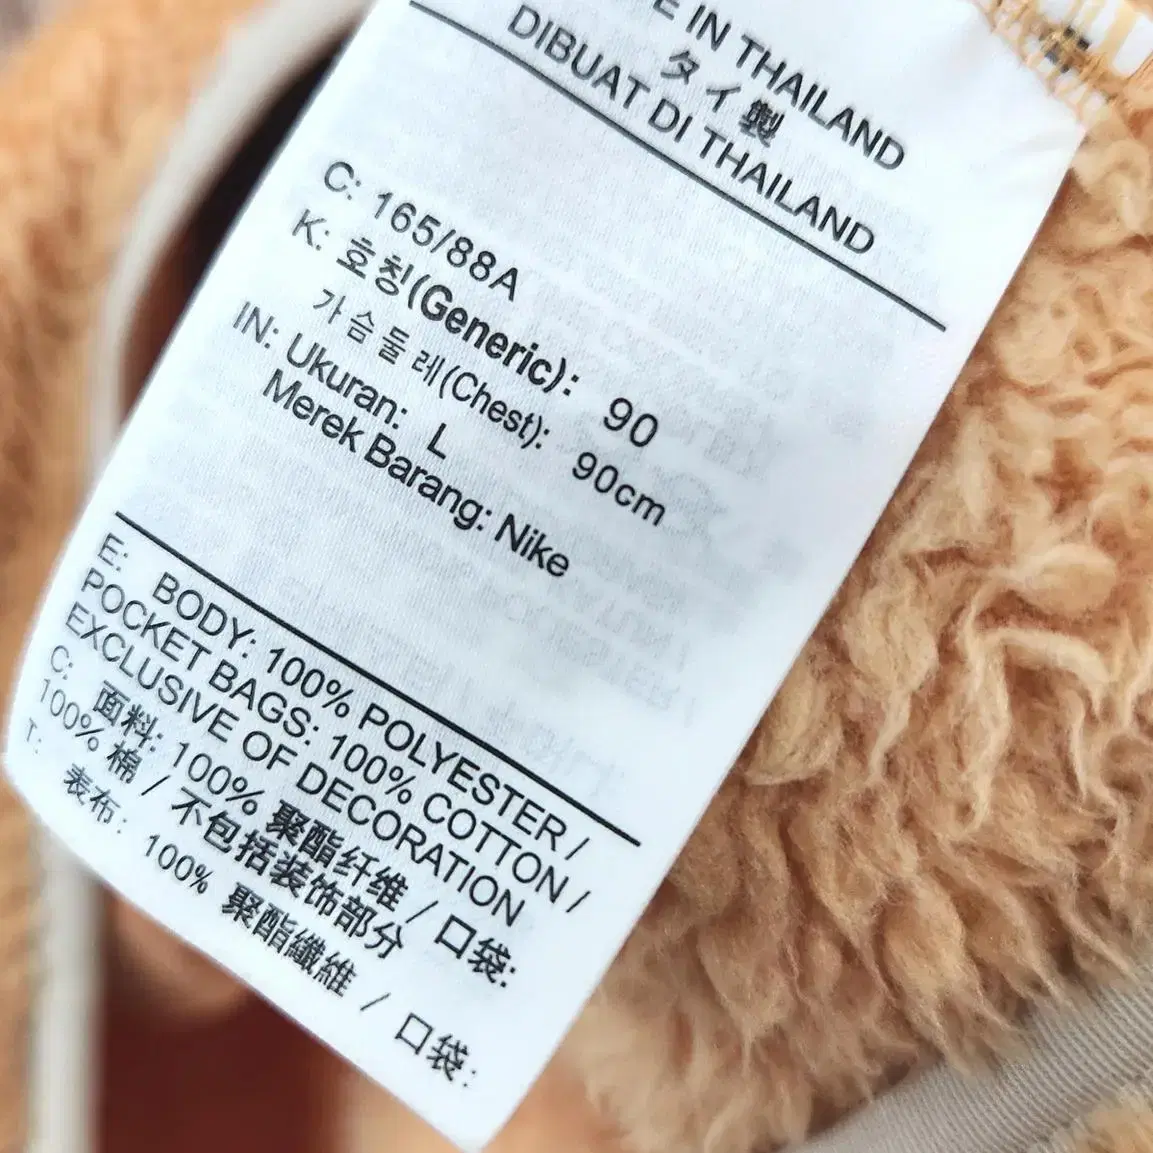 E IN THAILAND
タイ製
DIBUAT DI THAILAND
C: 165/88A
K: 호칭(Generic): 90
가슴둘레(Chest): 90cm
IN: Ukuran: L
Merek Barang: Nike
E: BODY: 100% POLYESTER /
POCKET BAGS: 100% COTTON /
EXCLUSIVE OF DECORATION
C: 面料: 100% 聚酯纤维 / 口袋:
100% 棉 / 不包括装饰部分
T: 表布: 100% 聚酯纖維 / 口袋: